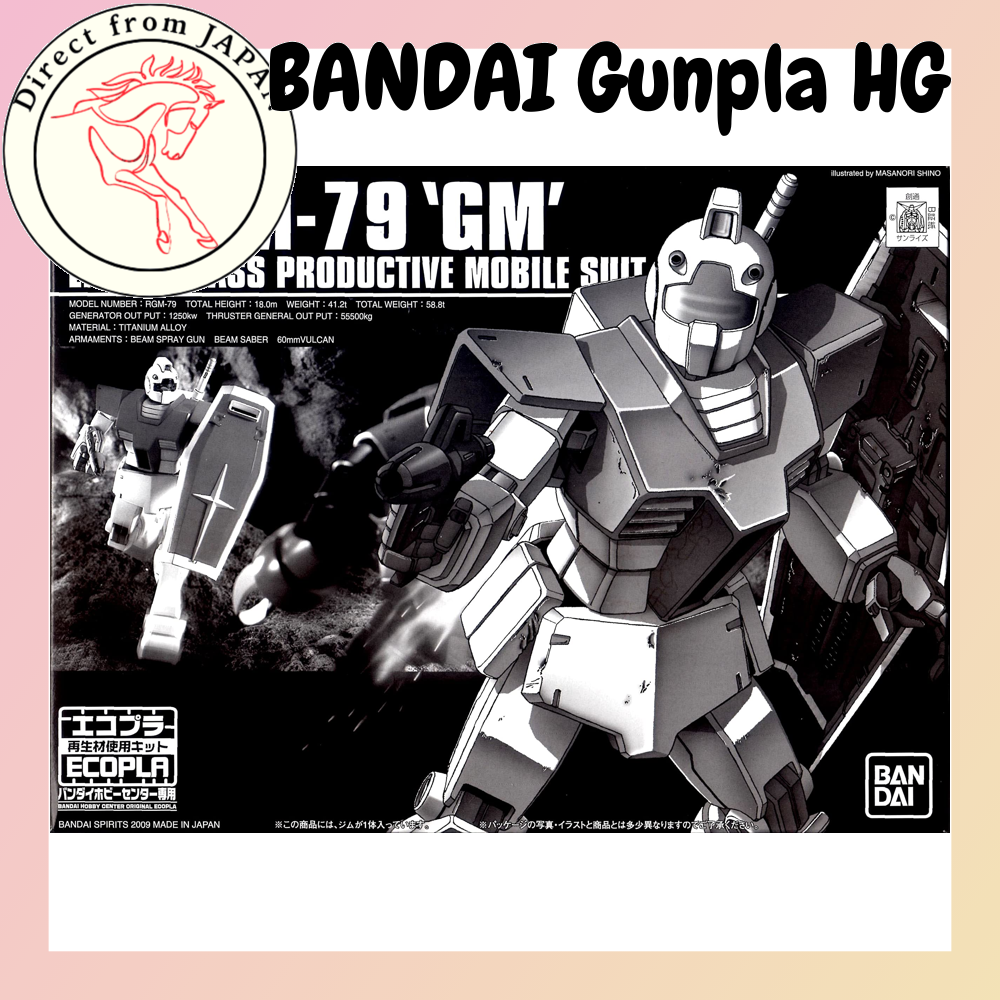 Direct from JAPA
BANDAI Gunpla HG
illustrated by MASANORI SHINO
-79 'GM'
PRODUCTIVE MOBILE SUIT
創通
サンライズ
MODEL NUMBER : RGM-79 TOTAL HEIGHT : 18.0m WEIGHT : 41.2t TOTAL WEIGHT : 58.8t
GENERATOR OUT PUT : 1250kw THRUSTER GENERAL OUT PUT : 55500kg
MATERIAL : TITANIUM ALLOY
ARMAMENTS : BEAM SPRAY GUN BEAM SABER 60mmVULCAN
エコプラ
再生材使用キット
ECOPLA
バンダイホビーセンター専用
BANDAI HOBBY CENTER ORIGINAL ECOPLA
BAN
DAI
BANDAI SPIRITS 2009 MADE IN JAPAN
※この商品には、ジムが1体入っています。
※パッケージの写真・イラストと商品とは多少異なりますのでご了承ください。